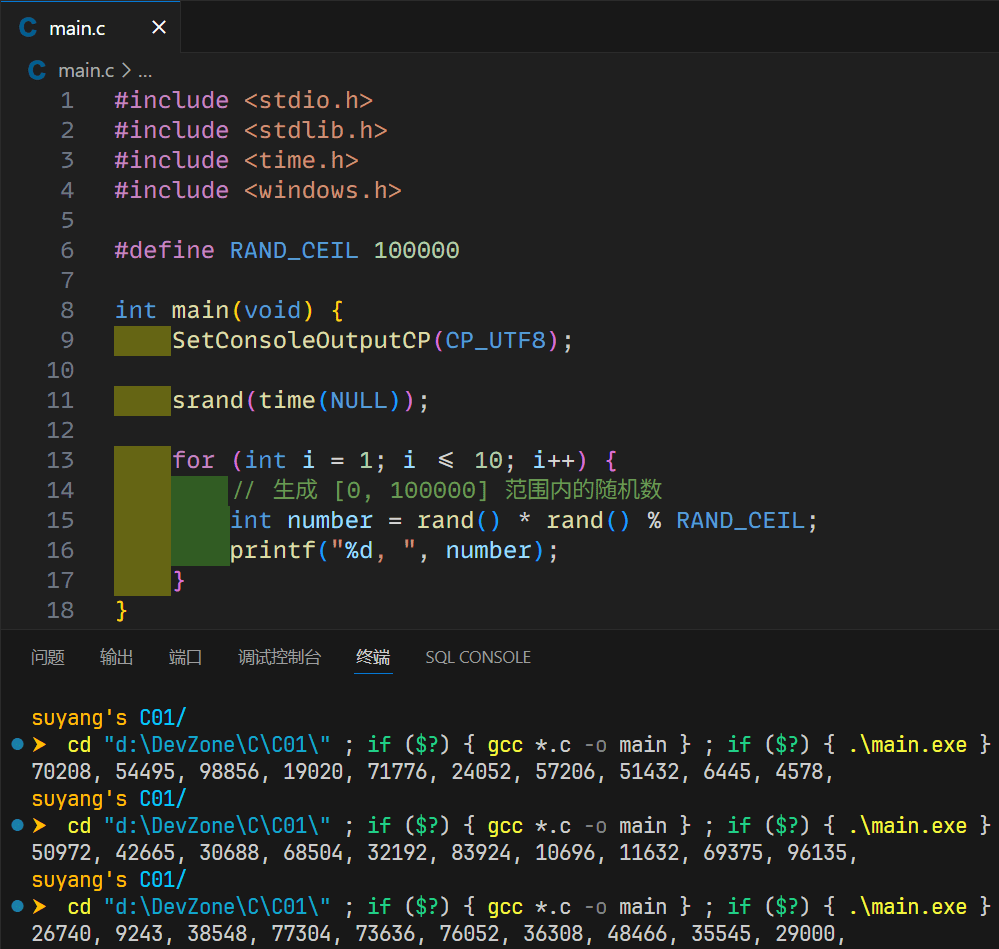 C main.c ×
C main.c > ...
1 #include <stdio.h>
2 #include <stdlib.h>
3 #include <time.h>
4 #include <windows.h>
5
6 #define RAND_CEIL 100000
7
8 int main(void) {
9     SetConsoleOutputCP(CP_UTF8);
10
11     srand(time(NULL));
12
13     for (int i = 1; i ⩽ 10; i++) {
14         // 生成 [0, 100000] 范围内的随机数
15         int number = rand() * rand() % RAND_CEIL;
16         printf("%d, ", number);
17     }
18 }
问题 输出 端口 调试控制台 终端 SQL CONSOLE
suyang's C01/
➤ cd "d:\DevZone\C\C01\" ; if ($?) { gcc *.c -o main } ; if ($?) { .\main.exe }
70208, 54495, 98856, 19020, 71776, 24052, 57206, 51432, 6445, 4578,
suyang's C01/
➤ cd "d:\DevZone\C\C01\" ; if ($?) { gcc *.c -o main } ; if ($?) { .\main.exe }
50972, 42665, 30688, 68504, 32192, 83924, 10696, 11632, 69375, 96135,
suyang's C01/
➤ cd "d:\DevZone\C\C01\" ; if ($?) { gcc *.c -o main } ; if ($?) { .\main.exe }
26740, 9243, 38548, 77304, 73636, 76052, 36308, 48466, 35545, 29000,